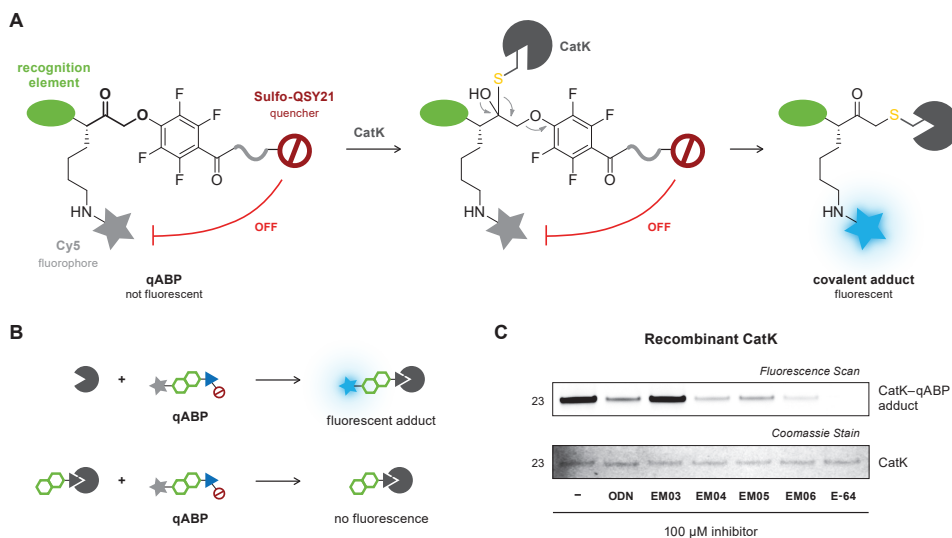 A
CatK
recognition
element
O
O
F
F
F
F
O
Sulfo-QSY21
quencher
CatK
HO
S
O
F
F
F
F
O
O
S
HN
OFF
HN
OFF
HN
Cy5
fluorophore
qABP
not fluorescent
covalent adduct
fluorescent
B
+
qABP
fluorescent adduct
+
qABP
no fluorescence
C
Recombinant CatK
Fluorescence Scan
23
CatK–qABP
adduct
Coomassie Stain
23
CatK
– ODN EM03 EM04 EM05 EM06 E-64
100 µM inhibitor